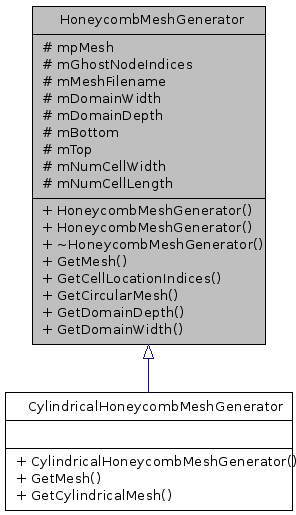 HoneycombMeshGenerator
# mpMesh
# mGhostNodeIndices
# mMeshFilename
# mDomainWidth
# mDomainDepth
# mBottom
# mTop
# mNumCellWidth
# mNumCellLength
+ HoneycombMeshGenerator()
+ HoneycombMeshGenerator()
+ ~HoneycombMeshGenerator()
+ GetMesh()
+ GetCellLocationIndices()
+ GetCircularMesh()
+ GetDomainDepth()
+ GetDomainWidth()
CylindricalHoneycombMeshGenerator
+ CylindricalHoneycombMeshGenerator()
+ GetMesh()
+ GetCylindricalMesh()